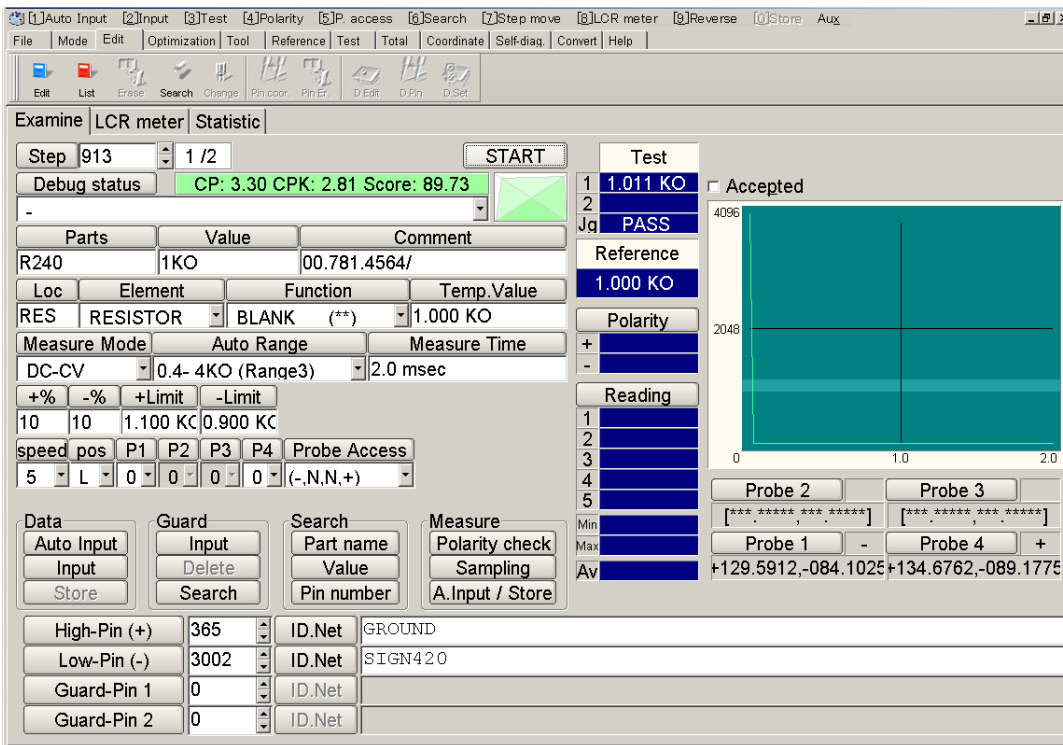 [1]Auto Input [2]Input [3]Test [4]Polarity [5]P. access [6]Search [7]Step move [8]LCR meter [9]Reverse [0]Store Aux
File Mode Edit Optimization Tool Reference Test Total Coordinate Self-diag. Convert Help
Edit List Erase Search Change Pin coor. Pin Er. D.Edit D.Pin D.Set
Examine LCR meter Statistic
Step 913 1 /2 START
Debug status CP: 3.30 CPK: 2.81 Score: 89.73
-
Parts Value Comment
R240 1KO 00.781.4564/
Loc Element Function Temp.Value
RES RESISTOR BLANK (**) 1.000 KO
Measure Mode Auto Range Measure Time
DC-CV 0.4- 4KO (Range3) 2.0 msec
+% -% +Limit -Limit
10 10 1.100 KO 0.900 KO
speed pos P1 P2 P3 P4 Probe Access
5 L 0 0 0 0 (-,N,N,+)
Data Guard Search Measure
Auto Input Input Part name Polarity check
Input Delete Value Sampling
Store Search Pin number A.Input / Store
Test
1 1.011 KO
2
Jg PASS
Reference
1.000 KO
Polarity
+
-
Reading
1
2
3
4
5
Min
Max
Av
Accepted
4096
2048
0 1.0 2.0
Probe 2 Probe 3
[***.*****,***.*****] [***.*****,***.*****]
Probe 1 - Probe 4 +
+129.5912,-084.1025 +134.6762,-089.1775
High-Pin (+) 365 ID.Net GROUND
Low-Pin (-) 3002 ID.Net SIGN420
Guard-Pin 1 0 ID.Net
Guard-Pin 2 0 ID.Net